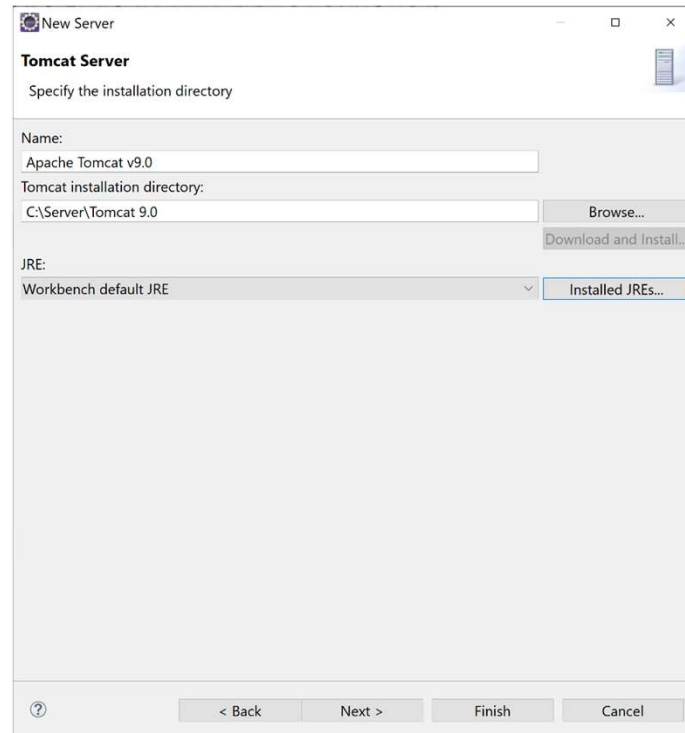 New Server
Tomcat Server
Specify the installation directory
Name:
Apache Tomcat v9.0
Tomcat installation directory:
C:\Server\Tomcat 9.0
Browse...
Download and Install..
JRE:
Workbench default JRE
Installed JREs...
< Back Next > Finish Cancel